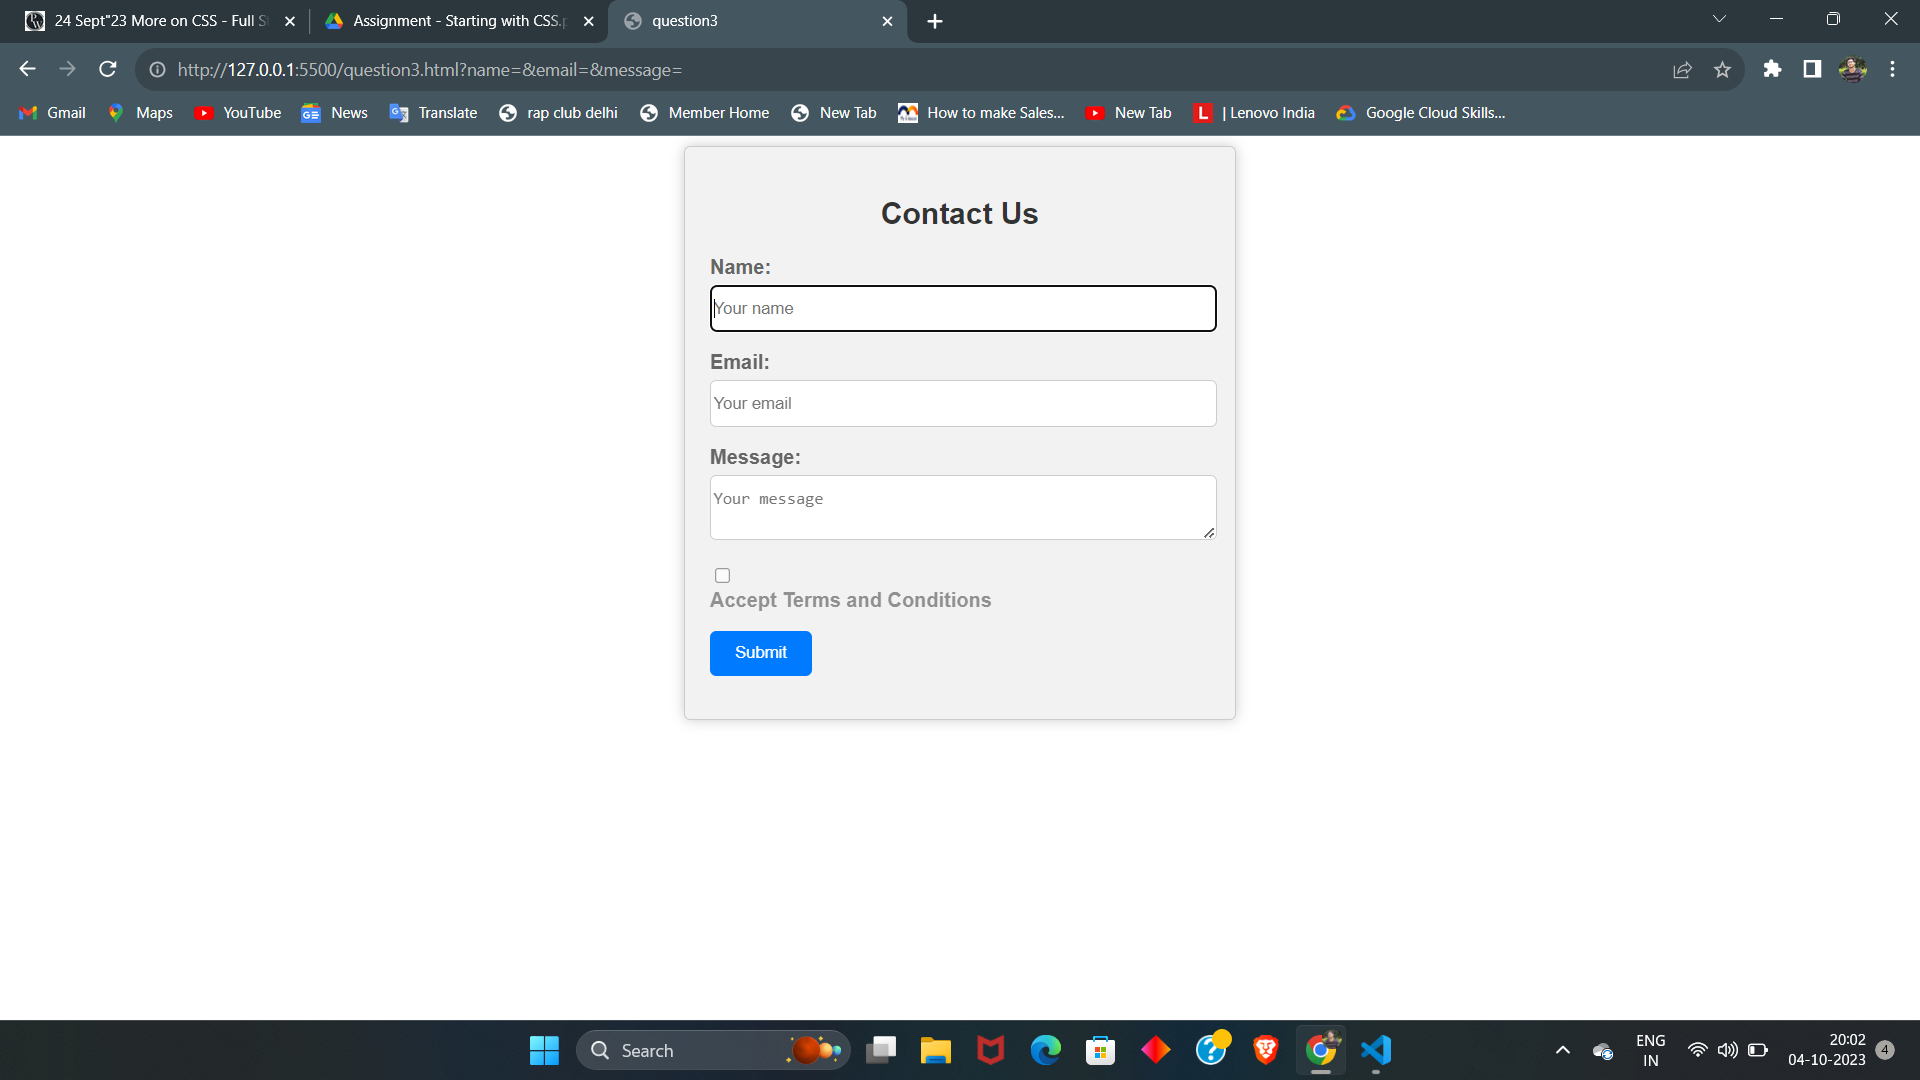 24 Sept"23 More on CSS - Full S
Assignment - Starting with CSS.p
question3
http://127.0.0.1:5500/question3.html?name=&email=&message=
Gmail
Maps
YouTube
News
Translate
rap club delhi
Member Home
New Tab
How to make Sales...
New Tab
L
| Lenovo India
Google Cloud Skills...
Contact Us
Name:
Your name
Email:
Your email
Message:
Your message
Accept Terms and Conditions
Submit
Search
ENG
IN
20:02
04-10-2023
4